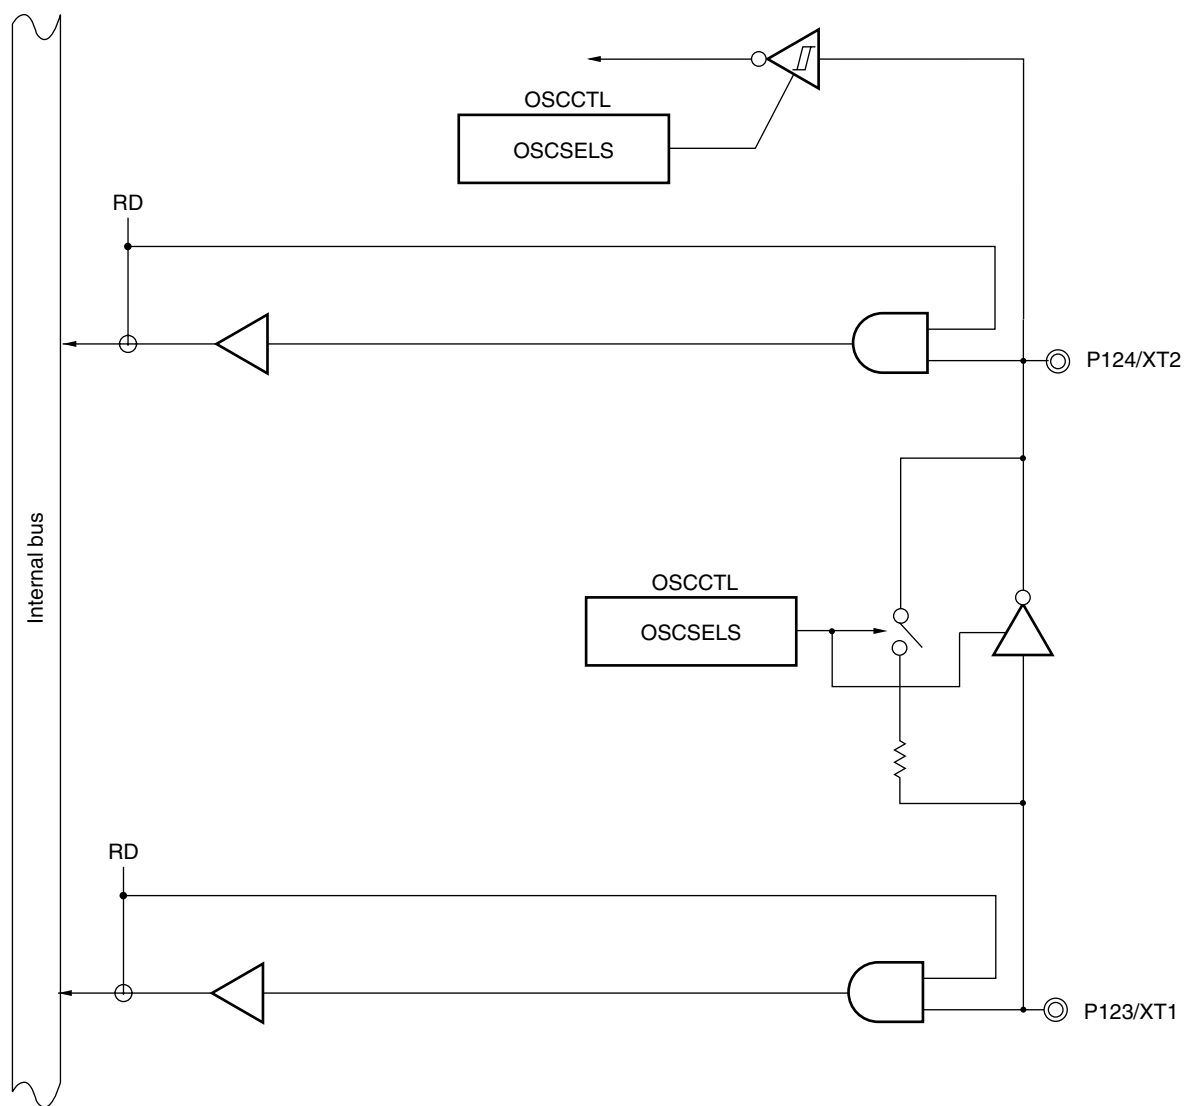 OSCCTL
OSCSELS
RD
P124/XT2
Internal bus
OSCCTL
OSCSELS
RD
P123/XT1